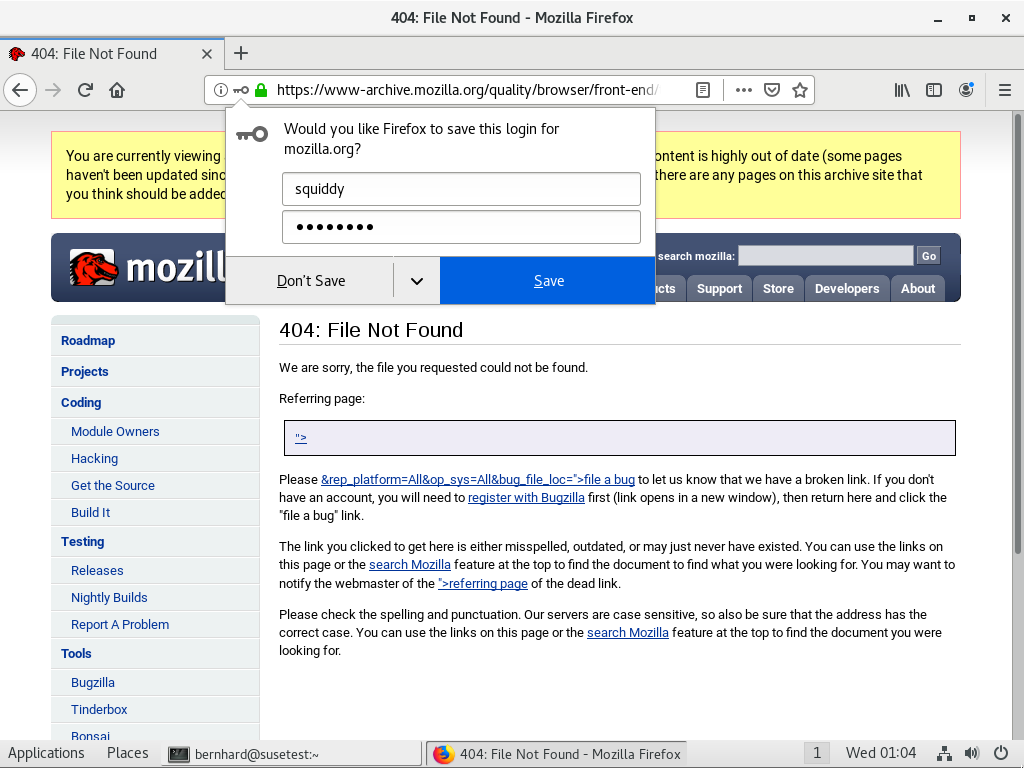 404: File Not Found - Mozilla Firefox
404: File Not Found
https://www-archive.mozilla.org/quality/browser/front-end/
Would you like Firefox to save this login for
mozilla.org?
squiddy
••••••••
Don't Save
Save
You are currently viewing
ontent is highly out of date (some pages
haven't been updated sinc
there are any pages on this archive site that
you think should be added
mozill
search mozilla:
Go
cts
Support
Store
Developers
About
Roadmap
Projects
Coding
Module Owners
Hacking
Get the Source
Build It
Testing
Releases
Nightly Builds
Report A Problem
Tools
Bugzilla
Tinderbox
Bonsai
404: File Not Found
We are sorry, the file you requested could not be found.
Referring page:
">
Please &rep_platform=All&op_sys=All&bug_file_loc=">file a bug to let us know that we have a broken link. If you don't
have an account, you will need to register with Bugzilla first (link opens in a new window), then return here and click the
"file a bug" link.
The link you clicked to get here is either misspelled, outdated, or may just never have existed. You can use the links on
this page or the search Mozilla feature at the top to find the document to find what you were looking for. You may want to
notify the webmaster of the ">referring page of the dead link.
Please check the spelling and punctuation. Our servers are case sensitive, so also be sure that the address has the
correct case. You can use the links on this page or the search Mozilla feature at the top to find the document you were
looking for.
Applications
Places
bernhard@susetest:~
404: File Not Found - Mozilla Firefox
1
Wed 01:04